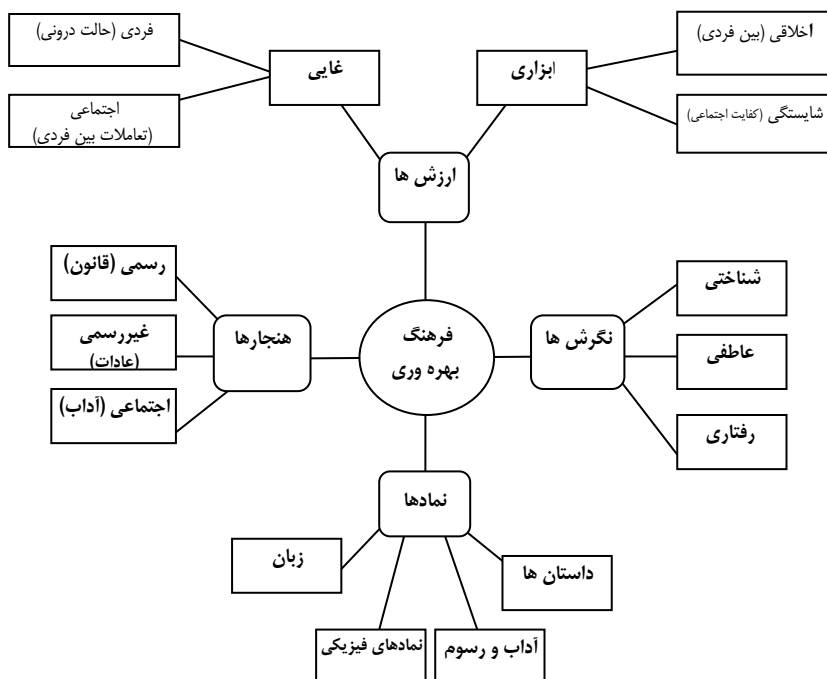 اخلاقی (بین فردی)
شایستگی (کفایت اجتماعی)
ابزاری
غایی
فردی (حالت درونی)
اجتماعی
(تعاملات بین فردی)
ارزش ها
شناختی
عاطفی
رفتاری
نگرش ها
فرهنگ
بهره وری
هنجارها
رسمی (قانون)
غیررسمی
(عادات)
اجتماعی (آداب)
نمادها
داستان ها
آداب و رسوم
نمادهای فیزیکی
زبان